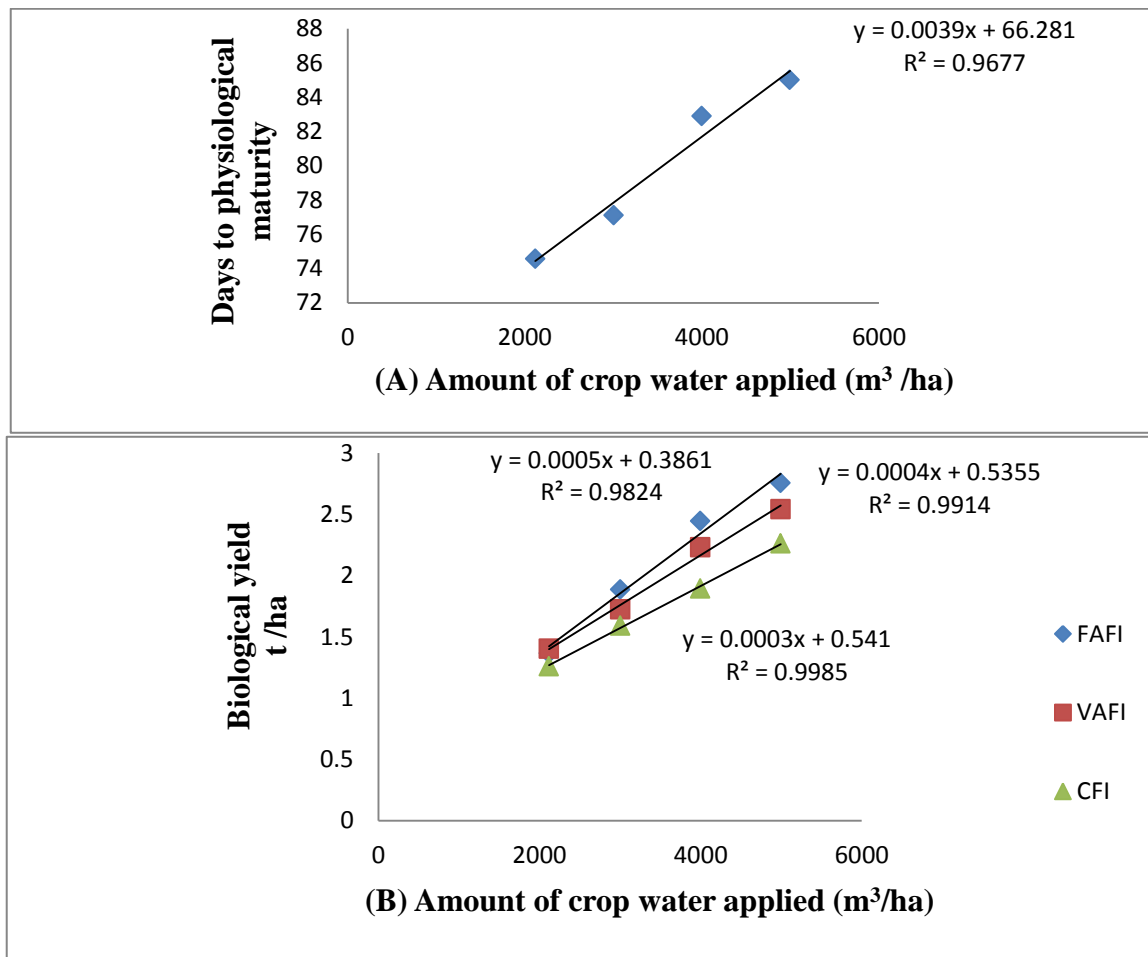 y = 0.0039x + 66.281
R² = 0.9677
Days to physiological
maturity
88
86
84
82
80
78
76
74
72
0 2000 4000 6000
(A) Amount of crop water applied (m³ /ha)
y = 0.0005x + 0.3861
R² = 0.9824
y = 0.0004x + 0.5355
R² = 0.9914
y = 0.0003x + 0.541
R² = 0.9985
Biological yield
t /ha
3
2.5
2
1.5
1
0.5
0
0 2000 4000 6000
(B) Amount of crop water applied (m³/ha)
FAFI
VAFI
CFI